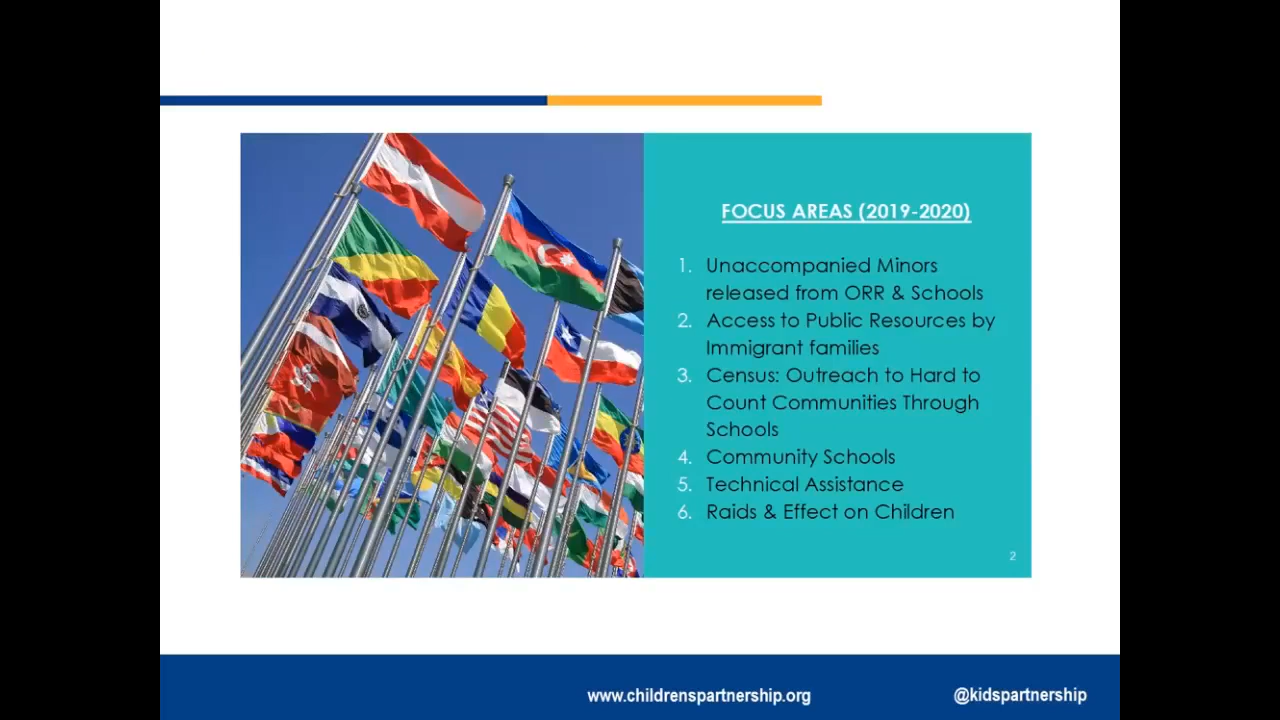 FOCUS AREAS (2019-2020)
1. Unaccompanied Minors
released from ORR & Schools
2. Access to Public Resources by
Immigrant families
3. Census: Outreach to Hard to
Count Communities Through
Schools
4. Community Schools
5. Technical Assistance
6. Raids & Effect on Children
2
www.childrenspartnership.org
@kidspartnership